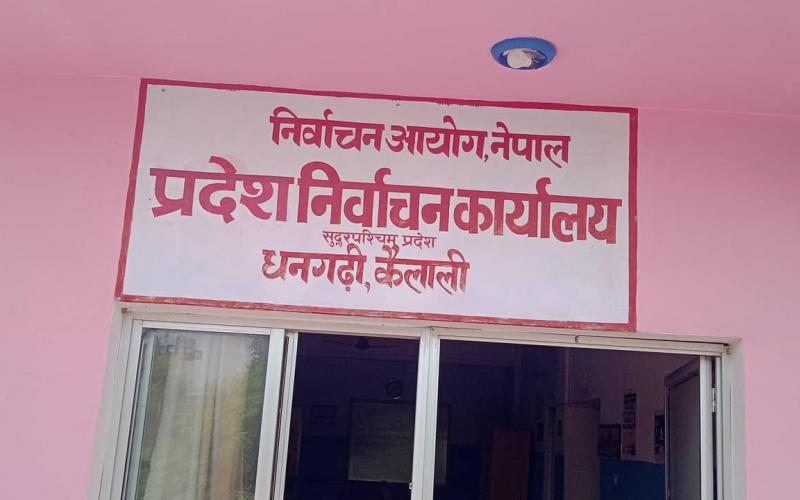 निर्वाचन आयोग, नेपाल
प्रदेश निर्वाचन कार्यालय
सुदूरपश्चिम प्रदेश
धनगढी, कैलाली